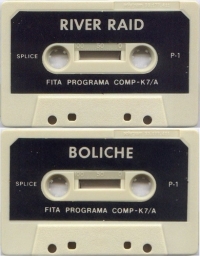 RIVER RAID
SPLICE P-1
FITA PROGRAMA COMP-K7/A
BOLICHE
SPLICE P-1
FITA PROGRAMA COMP-K7/A